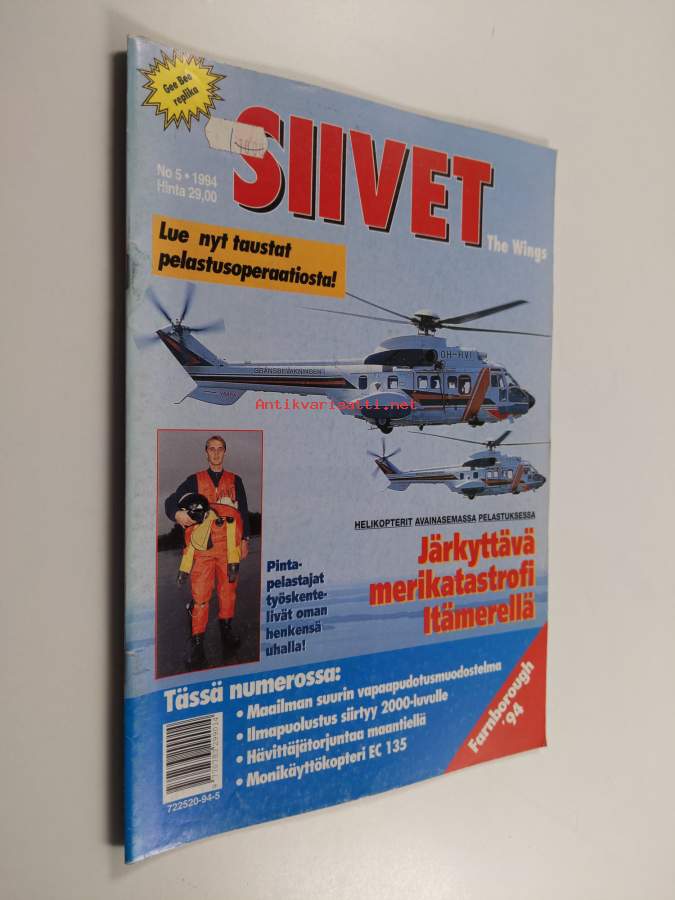 Gee Bee
replika
SIIVET
The Wings
No 5 • 1994
Hinta 29,00
Lue nyt taustat
pelastusoperaatiosta!
OH-HVI
GRÄNSBEVAKNINGEN
Antikvariaatti.net
HELIKOPTERIT AVAINASEMASSA PELASTUKSESSA
Järkyttävä
merikatastrofi
Itämerellä
Pinta-
pelastajat
työskente-
livät oman
henkensä
uhalla!
Tässä numerossa:
• Maailman suurin vapaapudotusmuodostelma
• Ilmapuolustus siirtyy 2000-luvulle
• Hävittäjätorjuntaa maantiellä
• Monikäyttökopteri EC 135
Farnborough
'94
722520-94-5